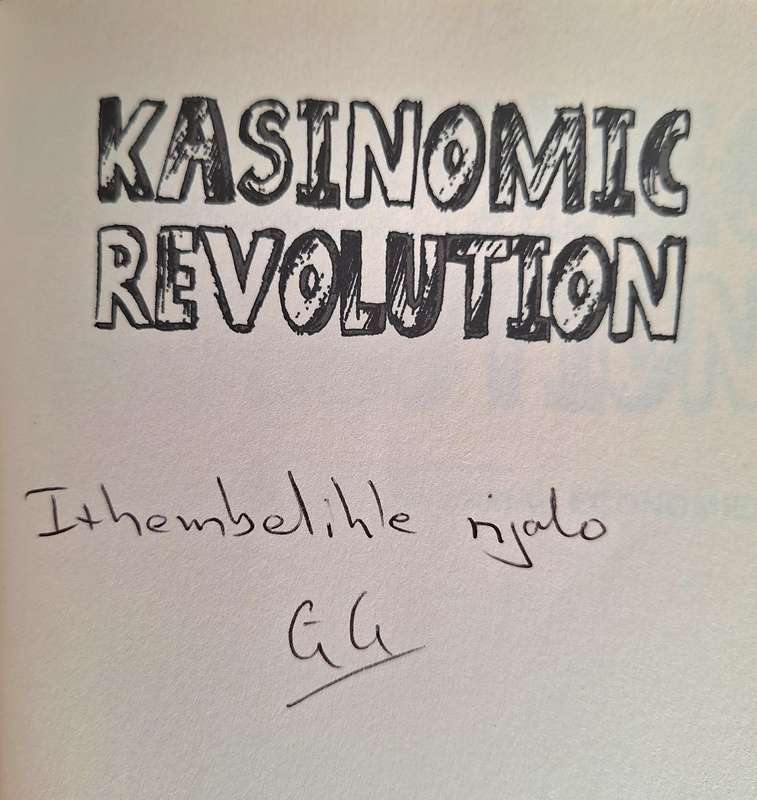 KASINOMIC
REVOLUTION
Ithembelihle njalo
GG